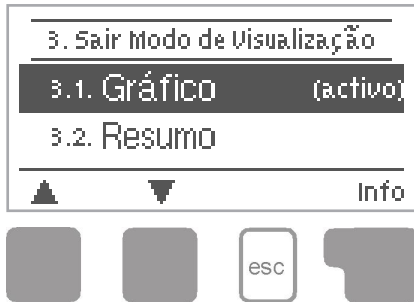 3. Sair Modo de Visualização
3.1. Gráfico (activo)
3.2. Resumo
Info
esc